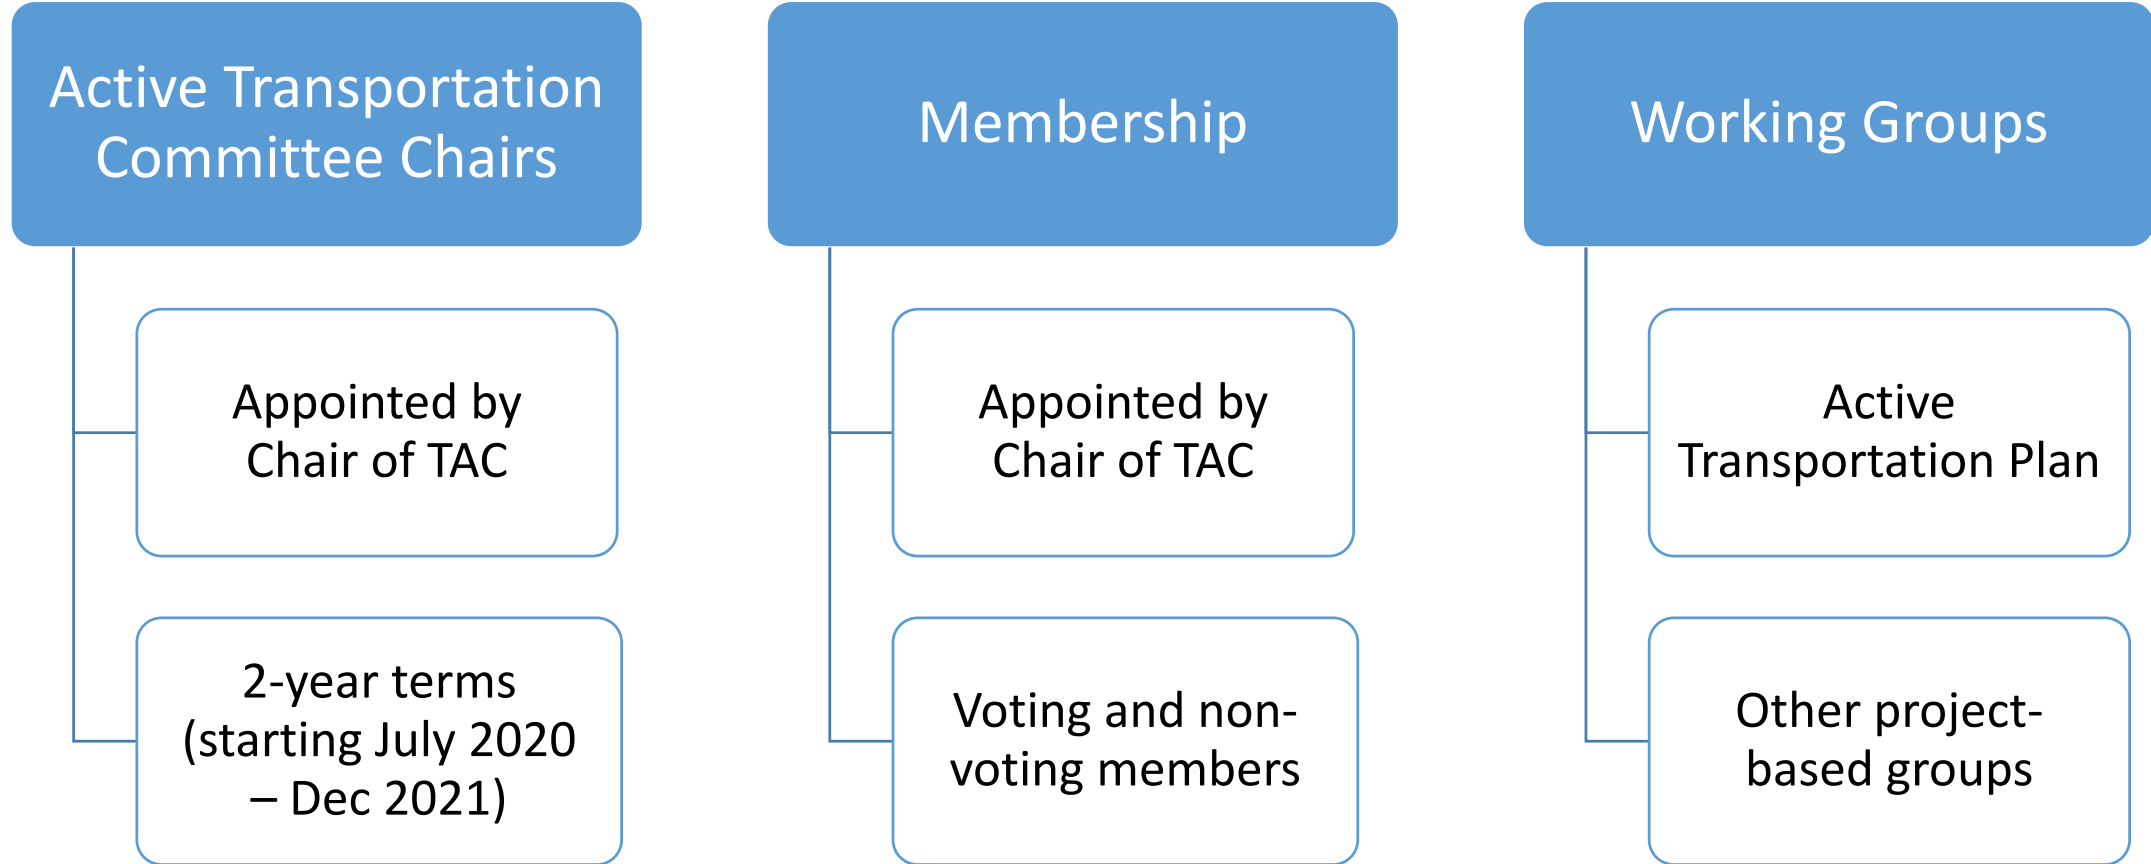 Active Transportation
Committee Chairs
Appointed by
Chair of TAC
2-year terms
(starting July 2020
– Dec 2021)
Membership
Appointed by
Chair of TAC
Voting and non-
voting members
Working Groups
Active
Transportation Plan
Other project-
based groups